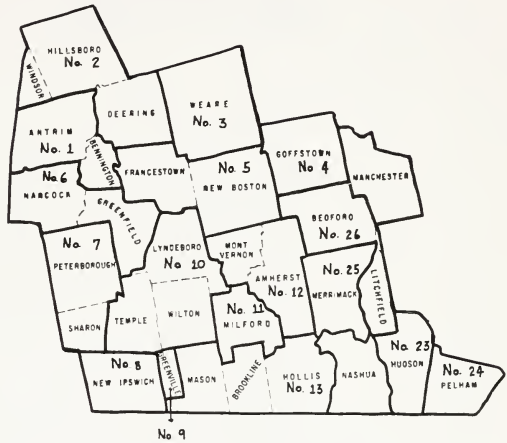 HILLSBORO
No. 2
WINDSOR
DEERING
WEARE
No. 3
ANTRIM
No. 1
BENNINGTON
FRANCESTOWN
No. 5
NEW BOSTON
GOFFSTOWN
No. 4
MANCHESTER
No 6
HANCOCK
GREENFIELD
BEDFORD
No. 26
No. 7
PETERBOROUGH
LYNDEBORO
No. 10
MONT
VERNON
AMHERST
No. 12
No. 25
MERRIMACK
LITCHFIELD
SHARON
TEMPLE
WILTON
No. 11
MILFORD
No. 8
NEW IPSWICH
GREENVILLE
MASON
BROOKLINE
HOLLIS
No. 13
NASHUA
No. 23
HUDSON
No. 24
PELHAM
No 9